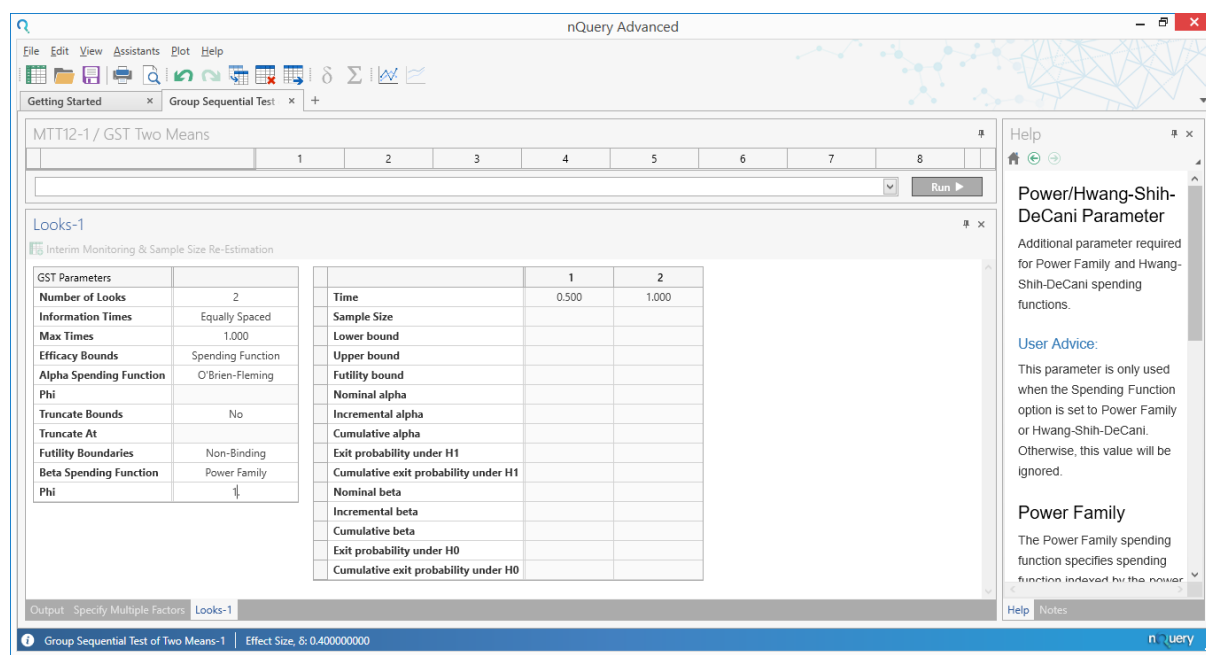 nQuery Advanced
File Edit View Assistants Plot Help
Getting Started × Group Sequential Test × +
MTT12-1 / GST Two Means
1 2 3 4 5 6 7 8
Run
Looks-1
Interim Monitoring & Sample Size Re-Estimation
GST Parameters
Number of Looks 2
Information Times Equally Spaced
Max Times 1.000
Efficacy Bounds Spending Function
Alpha Spending Function O'Brien-Fleming
Phi
Truncate Bounds No
Truncate At
Futility Boundaries Non-Binding
Beta Spending Function Power Family
Phi 1.
1 2
Time 0.500 1.000
Sample Size
Lower bound
Upper bound
Futility bound
Nominal alpha
Incremental alpha
Cumulative alpha
Exit probability under H1
Cumulative exit probability under H1
Nominal beta
Incremental beta
Cumulative beta
Exit probability under H0
Cumulative exit probability under H0
Output Specify Multiple Factors Looks-1
Help
Power/Hwang-Shih-
DeCani Parameter
Additional parameter required
for Power Family and Hwang-
Shih-DeCani spending
functions.
User Advice:
This parameter is only used
when the Spending Function
option is set to Power Family
or Hwang-Shih-DeCani.
Otherwise, this value will be
ignored.
Power Family
The Power Family spending
function specifies spending
function indexed by the power
Help Notes
Group Sequential Test of Two Means-1 Effect Size, δ: 0.400000000
nQuery